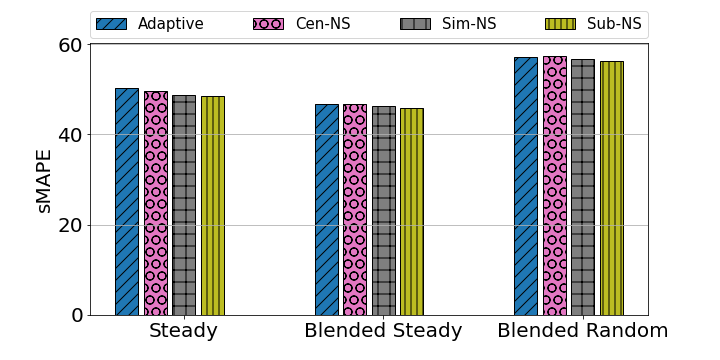 Adaptive Cen-NS Sim-NS Sub-NS
60
40
20
0
sMAPE
Steady Blended Steady Blended Random